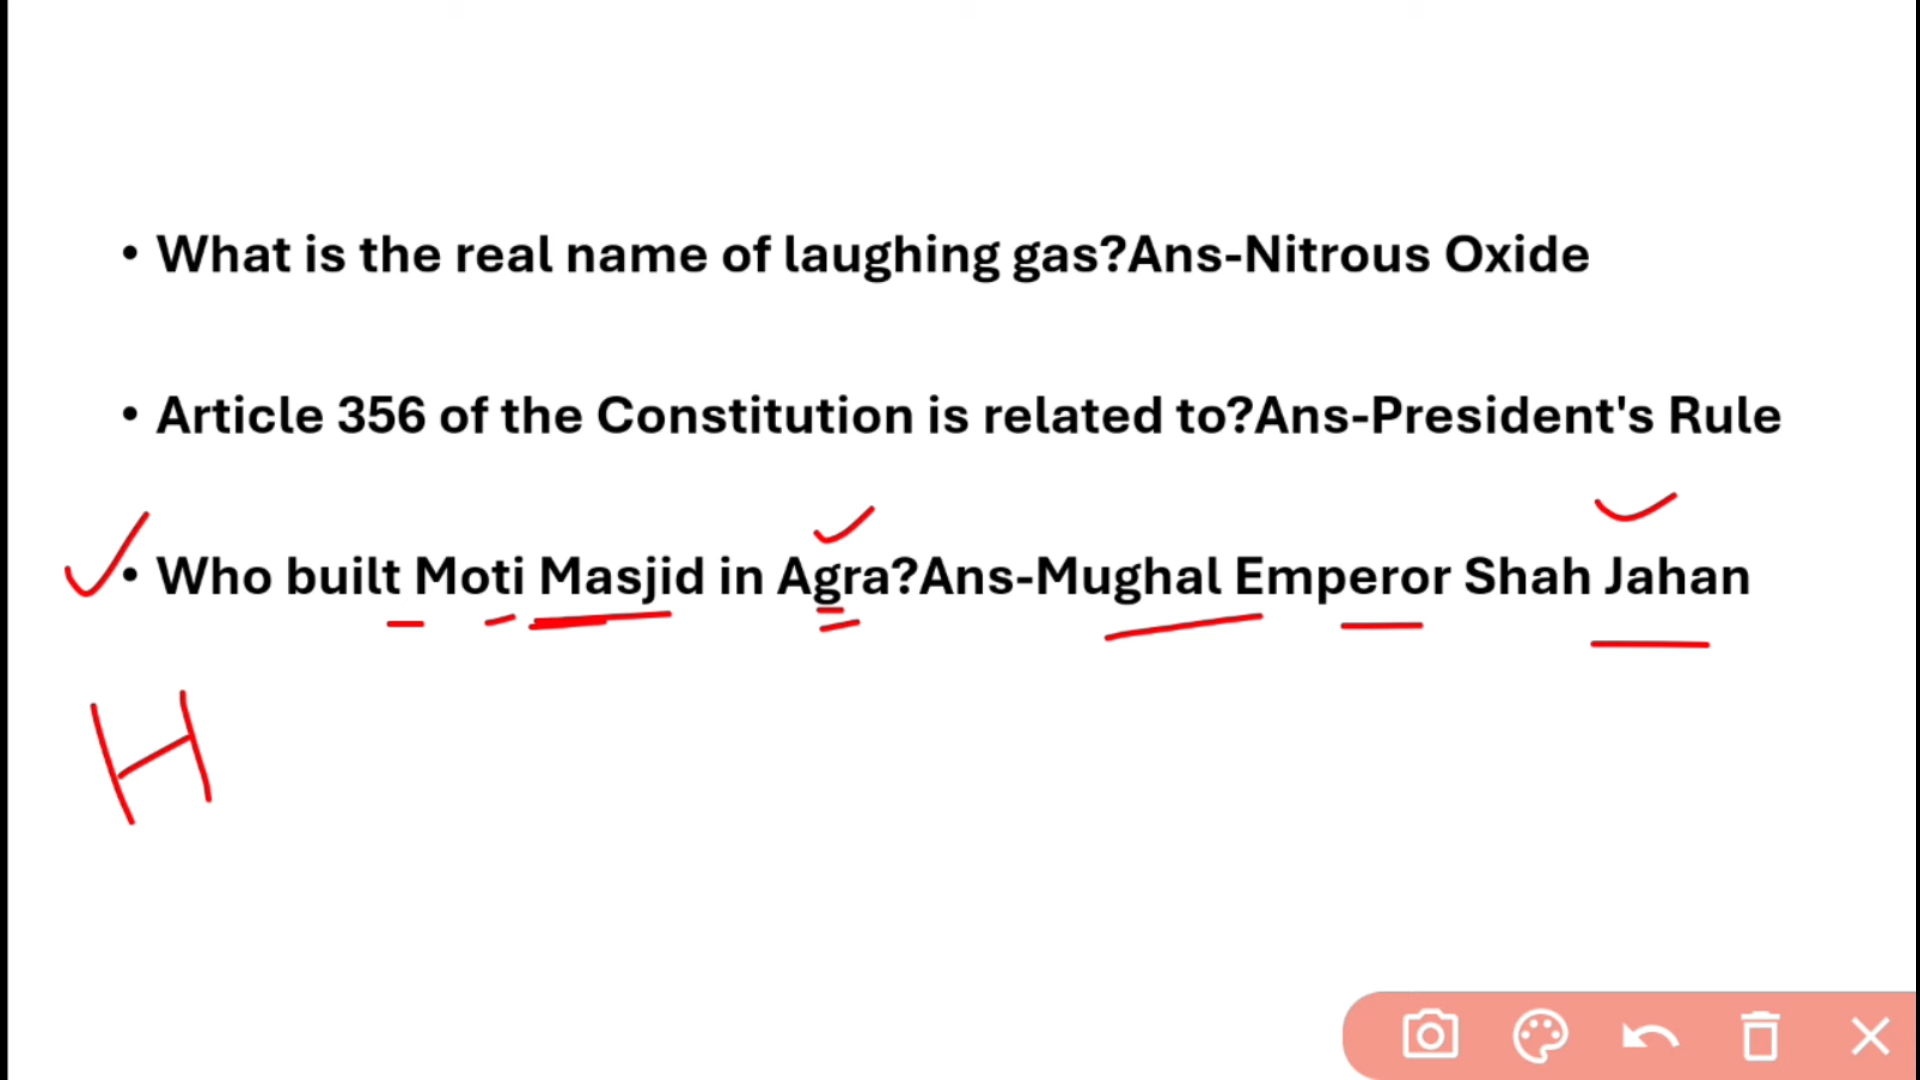 • What is the real name of laughing gas?Ans-Nitrous Oxide
• Article 356 of the Constitution is related to?Ans-President's Rule
• Who built Moti Masjid in Agra?Ans-Mughal Emperor Shah Jahan
H